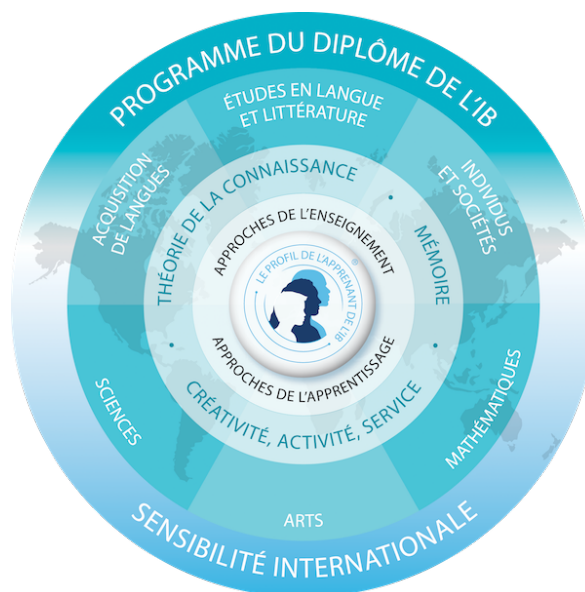 PROGRAMME DU DIPLÔME DE L'IB
ÉTUDES EN LANGUE
ET LITTÉRATURE
ACQUISITION
DE LANGUES
INDIVIDUS
ET SOCIÉTÉS
THÉORIE DE LA CONNAISSANCE
•
MÉMOIRE
•
APPROCHES DE L'ENSEIGNEMENT
LE PROFIL DE L'APPRENANT DE L'IB
®
APPROCHES DE L'APPRENTISSAGE
CRÉATIVITÉ, ACTIVITÉ, SERVICE
•
SCIENCES
MATHÉMATIQUES
ARTS
SENSIBILITÉ INTERNATIONALE